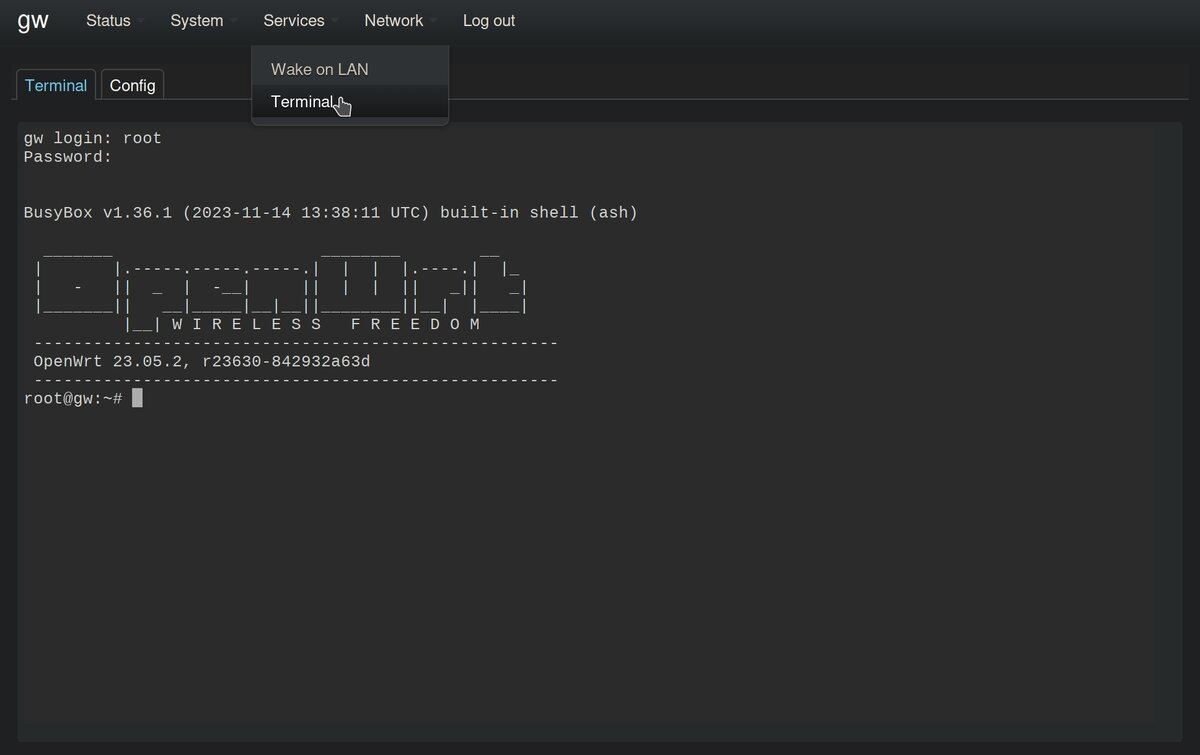 gw Status System Services Network Log out
Wake on LAN
Terminal
Terminal Config
gw login: root
Password:
BusyBox v1.36.1 (2023-11-14 13:38:11 UTC) built-in shell (ash)
  _______                     ________        __
 |       |.-----.-----.-----.|  |  |  |.----.|  |_
 |   -   ||  _  |  -__|     ||  |  |  ||   _||   _|
 |_______||   __|_____|__|__||________||__|  |____|
          |__| W I R E L E S S   F R E E D O M
 -----------------------------------------------------
 OpenWrt 23.05.2, r23630-842932a63d
 -----------------------------------------------------
root@gw:~#